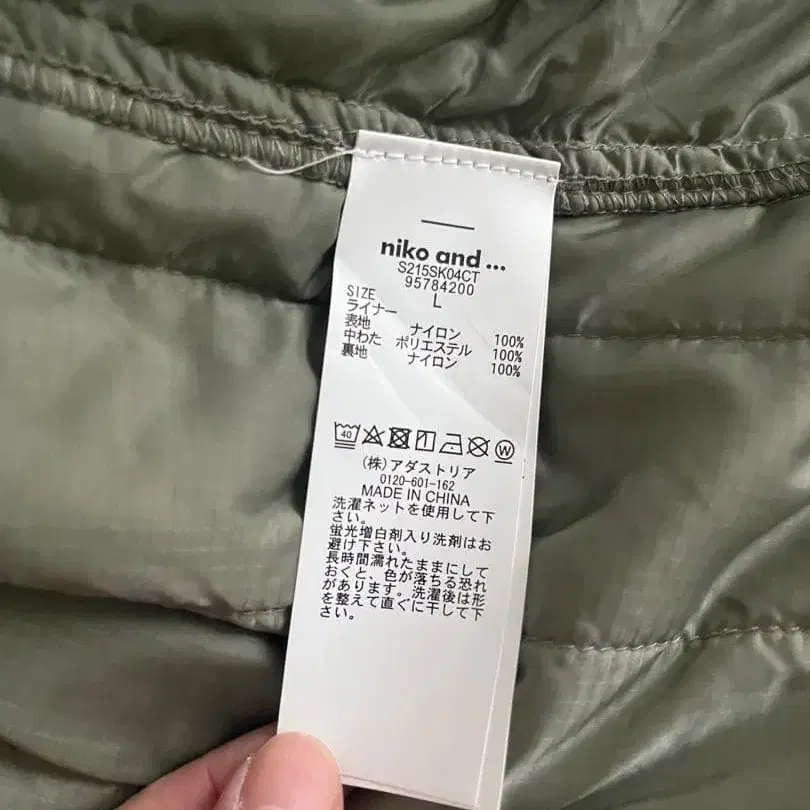 niko and ...
S215SK04CT
95784200
SIZE L
ライナー
表地 ナイロン 100%
中わた ポリエステル 100%
裏地 ナイロン 100%
40 W
(株)アダストリア
0120-601-162
MADE IN CHINA
洗濯ネットを使用して下
さい。
蛍光増白剤入り洗剤はお
避け下さい。
長時間濡れたままにして
おくと、色が落ちる恐れ
があります。洗濯後は形
を整えて直ぐに干して下
さい。